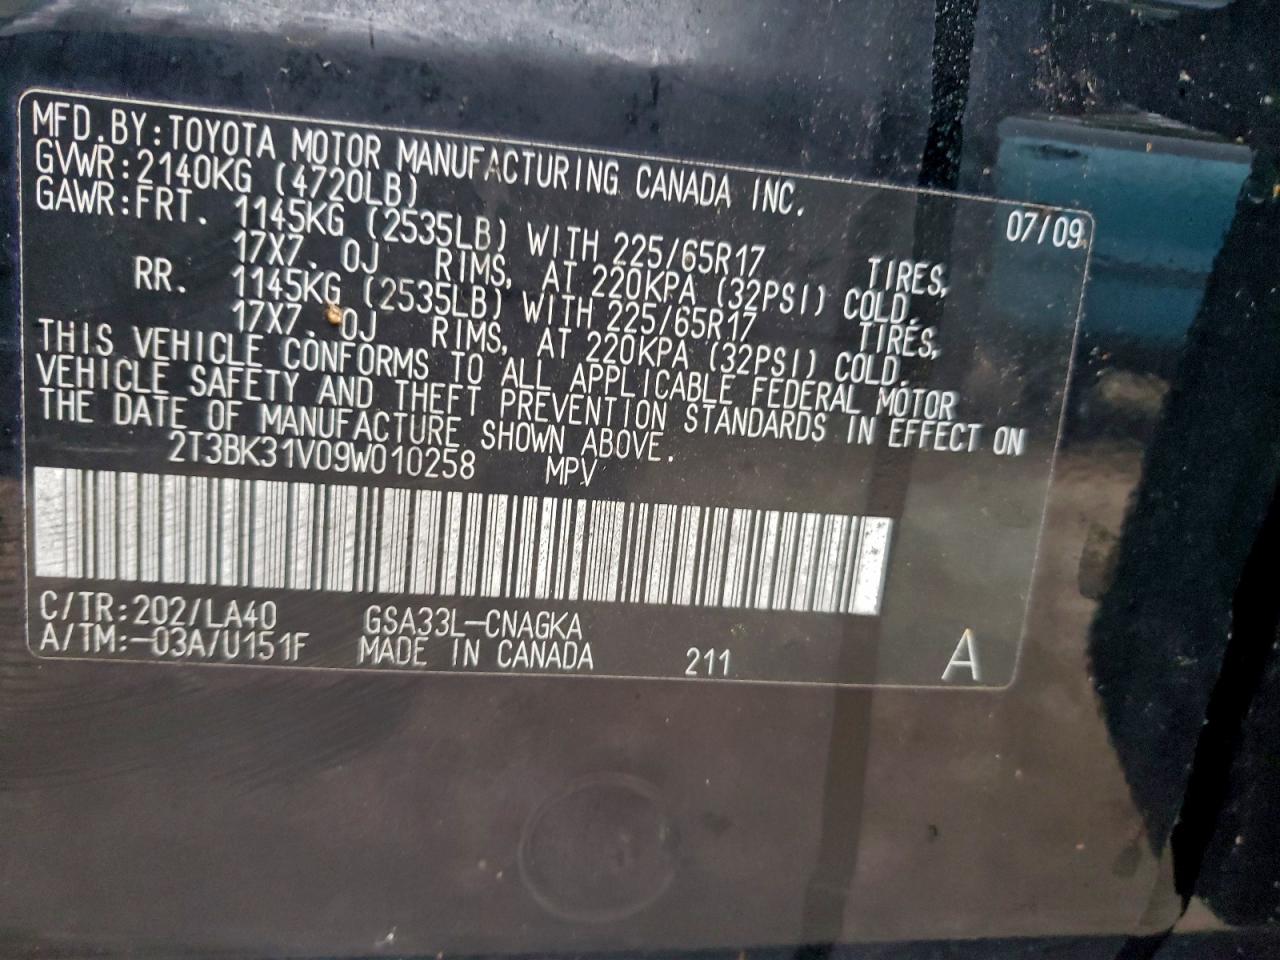 MFD.BY:TOYOTA MOTOR MANUFACTURING CANADA INC.
GVWR:2140KG (4720LB) 07/09
GAWR:FRT. 1145KG (2535LB) WITH 225/65R17 TIRES,
17X7.0J RIMS, AT 220KPA (32PSI) COLD.
RR. 1145KG (2535LB) WITH 225/65R17 TIRES,
17X7.0J RIMS, AT 220KPA (32PSI) COLD.
THIS VEHICLE CONFORMS TO ALL APPLICABLE FEDERAL MOTOR
VEHICLE SAFETY AND THEFT PREVENTION STANDARDS IN EFFECT ON
THE DATE OF MANUFACTURE SHOWN ABOVE.
2T3BK31V09W010258 MPV
C/TR:202/LA40 GSA33L-CNAGKA
A/TM:-03A/U151F MADE IN CANADA 211 A